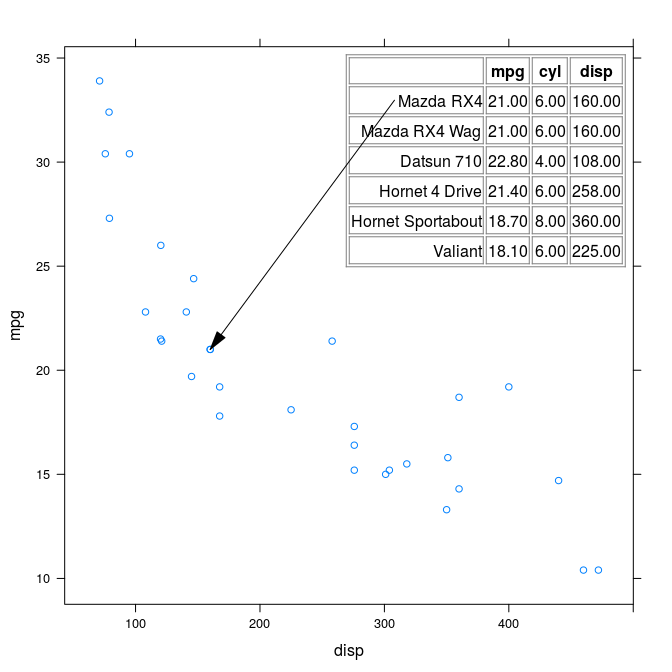 35
30
25
20
15
10
mpg
mpg cyl disp
Mazda RX4 21.00 6.00 160.00
Mazda RX4 Wag 21.00 6.00 160.00
Datsun 710 22.80 4.00 108.00
Hornet 4 Drive 21.40 6.00 258.00
Hornet Sportabout 18.70 8.00 360.00
Valiant 18.10 6.00 225.00
100 200 300 400
disp